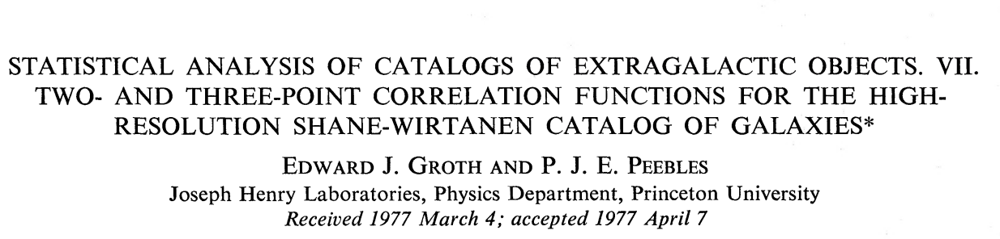 STATISTICAL ANALYSIS OF CATALOGS OF EXTRAGALACTIC OBJECTS. VII.
TWO- AND THREE-POINT CORRELATION FUNCTIONS FOR THE HIGH-
RESOLUTION SHANE-WIRTANEN CATALOG OF GALAXIES*
EDWARD J. GROTH AND P. J. E. PEEBLES
Joseph Henry Laboratories, Physics Department, Princeton University
Received 1977 March 4; accepted 1977 April 7